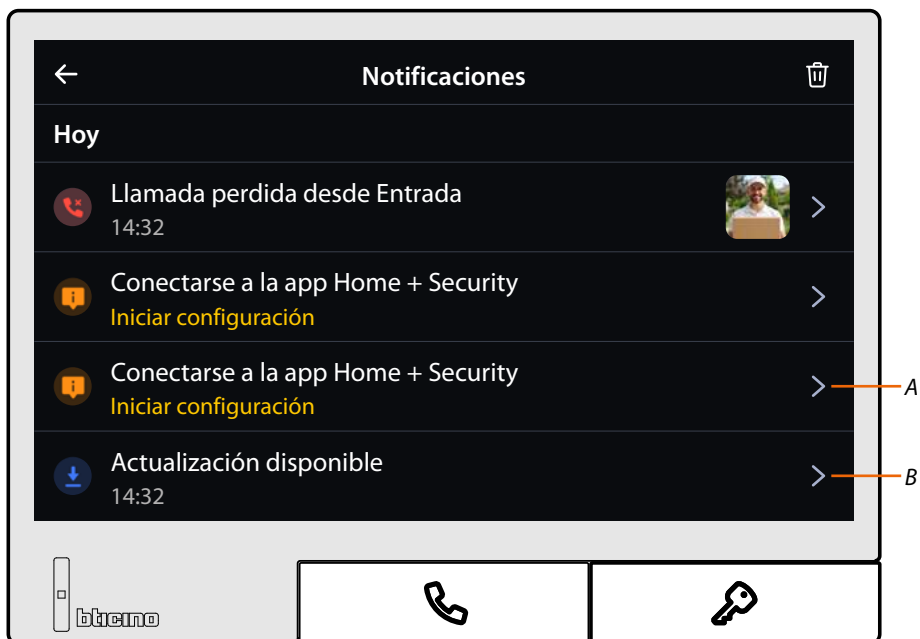 Notificaciones
Hoy
Llamada perdida desde Entrada
14:32
Conectarse a la app Home + Security
Iniciar configuración
Conectarse a la app Home + Security
Iniciar configuración
A
Actualización disponible
14:32
B
bticino